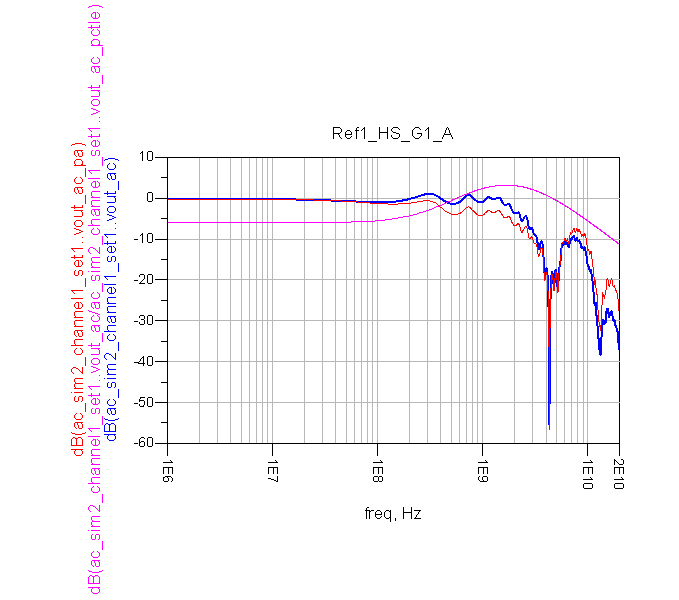 Ref1_HS_G1_A
dB(ac_sim2_channel1_set1..vout_ac_pa)
dB(ac_sim2_channel1_set1..vout_ac/ac_sim2_channel1_set1..vout_ac_pctle)
dB(ac_sim2_channel1_set1..vout_ac)
10
0
-10
-20
-30
-40
-50
-60
1E6
1E7
1E8
1E9
1E10
2E10
freq, Hz